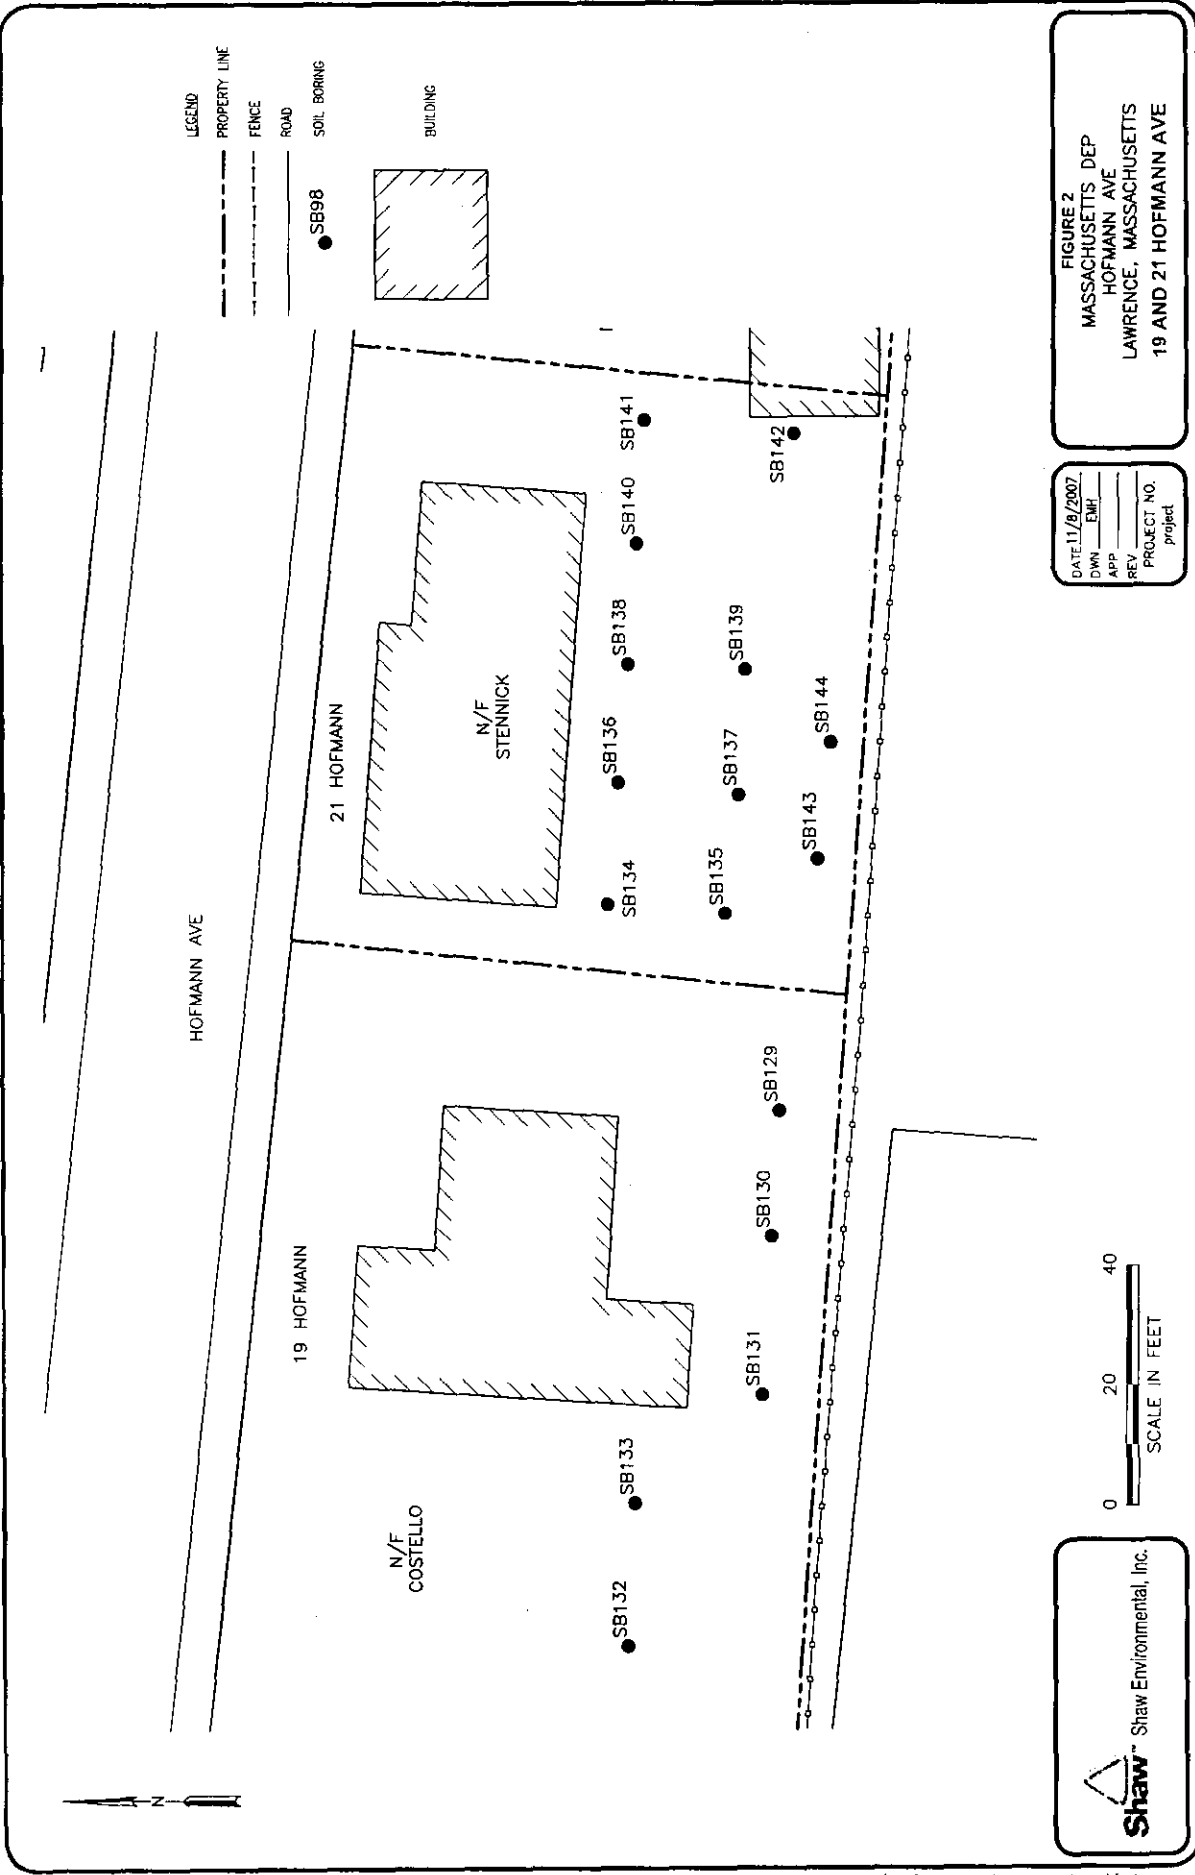 LEGEND
PROPERTY LINE
FENCE
ROAD
SB98
SOIL BORING
BUILDING
HOFMANN AVE
19 HOFMANN
21 HOFMANN
N/F
COSTELLO
N/F
STENNICK
SB132
SB133
SB131
SB130
SB129
SB134
SB135
SB136
SB137
SB138
SB139
SB140
SB141
SB142
SB143
SB144
N
0 20 40
SCALE IN FEET
Shaw™ Shaw Environmental, Inc.
DATE 11/8/2007
DWN EMH
APP
REV
PROJECT NO.
project
FIGURE 2
MASSACHUSETTS DEP
HOFMANN AVE
LAWRENCE, MASSACHUSETTS
19 AND 21 HOFMANN AVE